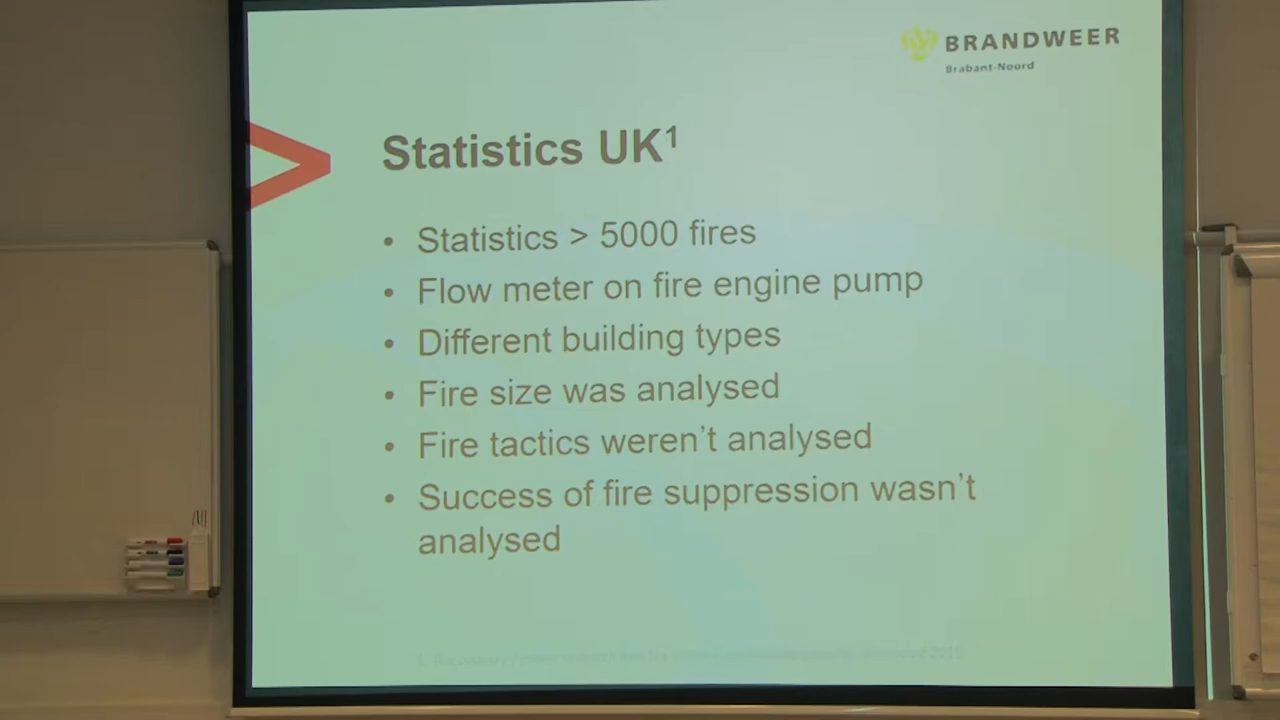 BRANDWEER
Brabant-Noord
Statistics UK¹
• Statistics > 5000 fires
• Flow meter on fire engine pump
• Different building types
• Fire size was analysed
• Fire tactics weren't analysed
• Success of fire suppression wasn't
analysed